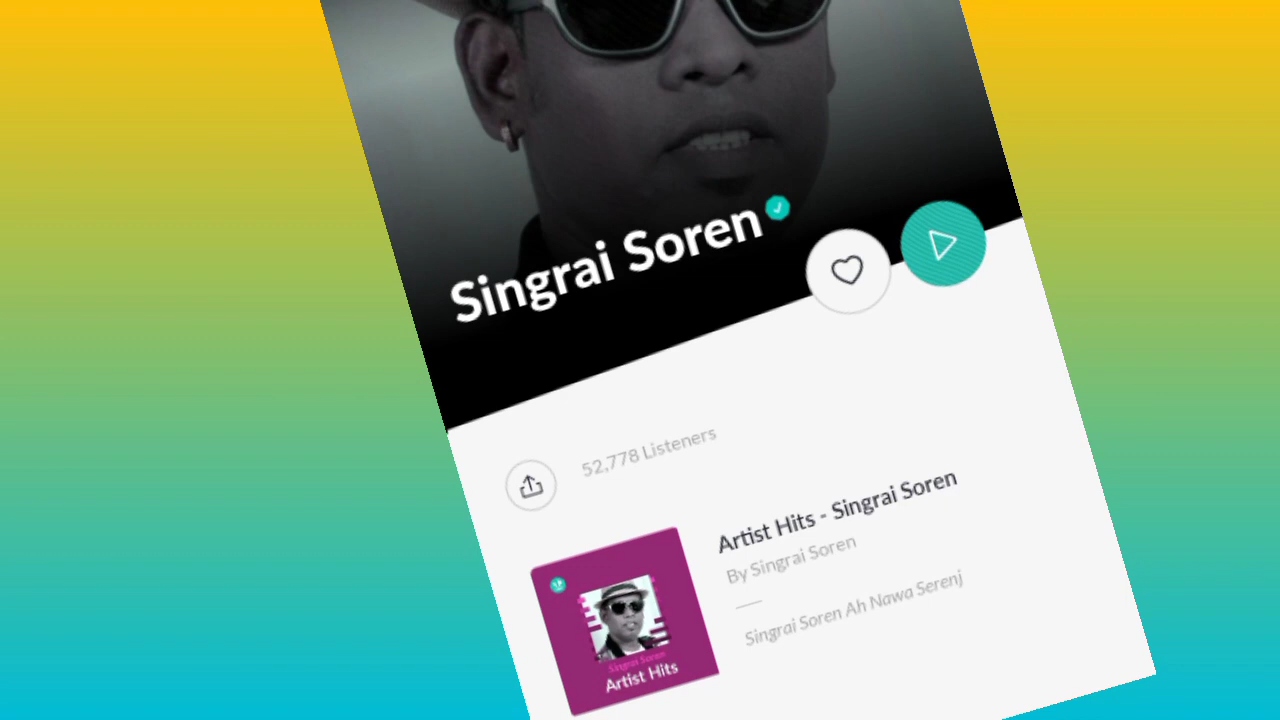 Singrai Soren
52,778 Listeners
Artist Hits - Singrai Soren
By Singrai Soren
Singrai Soren Ah Nawa Serenj
Singrai Soren
Artist Hits